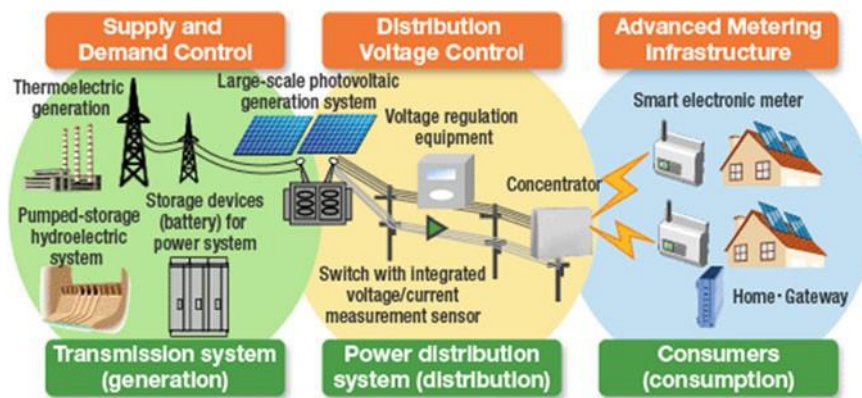 Supply and
Demand Control
Distribution
Voltage Control
Advanced Metering
Infrastructure
Thermoelectric
generation
Large-scale photovoltaic
generation system
Voltage regulation
equipment
Smart electronic meter
Concentrator
Pumped-storage
hydroelectric
system
Storage devices
(battery) for
power system
Switch with integrated
voltage/current
measurement sensor
Home・Gateway
Transmission system
(generation)
Power distribution
system (distribution)
Consumers
(consumption)